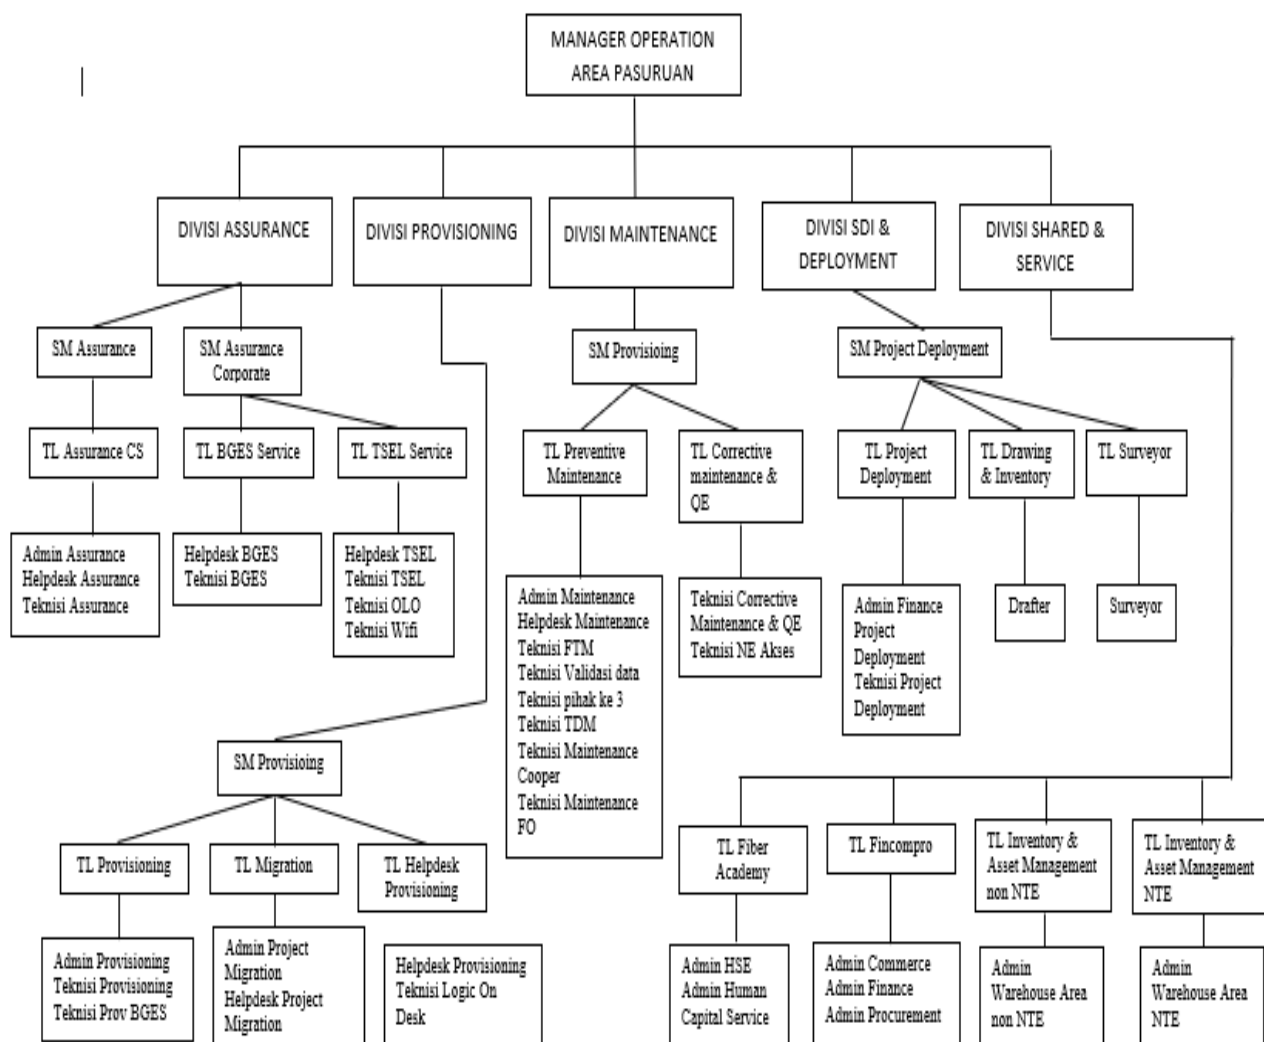 MANAGER OPERATION
AREA PASURUAN
DIVISI ASSURANCE
DIVISI PROVISIONING
DIVISI MAINTENANCE
DIVISI SDI &
DEPLOYMENT
DIVISI SHARED &
SERVICE
SM Assurance
SM Assurance
Corporate
SM Provisioing
SM Project Deployment
TL Assurance CS
TL BGES Service
TL TSEL Service
TL Preventive
Maintenance
TL Corrective
maintenance &
QE
TL Project
Deployment
TL Drawing
& Inventory
TL Surveyor
Admin Assurance
Helpdesk Assurance
Teknisi Assurance
Helpdesk BGES
Teknisi BGES
Helpdesk TSEL
Teknisi TSEL
Teknisi OLO
Teknisi Wifi
Admin Maintenance
Helpdesk Maintenance
Teknisi FTM
Teknisi Validasi data
Teknisi pihak ke 3
Teknisi TDM
Teknisi Maintenance
Cooper
Teknisi Maintenance
FO
Teknisi Corrective
Maintenance & QE
Teknisi NE Akses
Admin Finance
Project
Deployment
Teknisi Project
Deployment
Drafter
Surveyor
SM Provisioing
TL Provisioning
TL Migration
TL Helpdesk
Provisioning
TL Fiber
Academy
TL Fincompro
TL Inventory &
Asset Management
non NTE
TL Inventory &
Asset Management
NTE
Admin Provisioning
Teknisi Provisioning
Teknisi Prov BGES
Admin Project
Migration
Helpdesk Project
Migration
Helpdesk Provisioning
Teknisi Logic On
Desk
Admin HSE
Admin Human
Capital Service
Admin Commerce
Admin Finance
Admin Procurement
Admin
Warehouse Area
non NTE
Admin
Warehouse Area
NTE